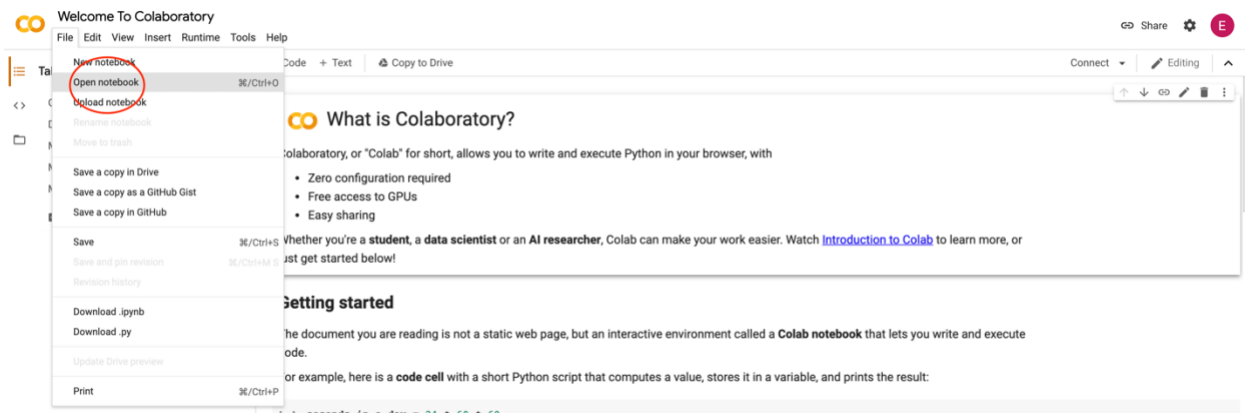 Welcome To Colaboratory
File Edit View Insert Runtime Tools Help
Share
E
New notebook
Open notebook ⌘/Ctrl+O
Upload notebook
Rename notebook
Move to trash
Save a copy in Drive
Save a copy as a GitHub Gist
Save a copy in GitHub
Save ⌘/Ctrl+S
Save and pin revision ⌘/Ctrl+M S
Revision history
Download .ipynb
Download .py
Update Drive preview
Print ⌘/Ctrl+P
Tal
Code + Text Copy to Drive
Connect Editing
What is Colaboratory?
Colaboratory, or "Colab" for short, allows you to write and execute Python in your browser, with
• Zero configuration required
• Free access to GPUs
• Easy sharing
Whether you're a student, a data scientist or an AI researcher, Colab can make your work easier. Watch Introduction to Colab to learn more, or
just get started below!
Getting started
The document you are reading is not a static web page, but an interactive environment called a Colab notebook that lets you write and execute
code.
For example, here is a code cell with a short Python script that computes a value, stores it in a variable, and prints the result: